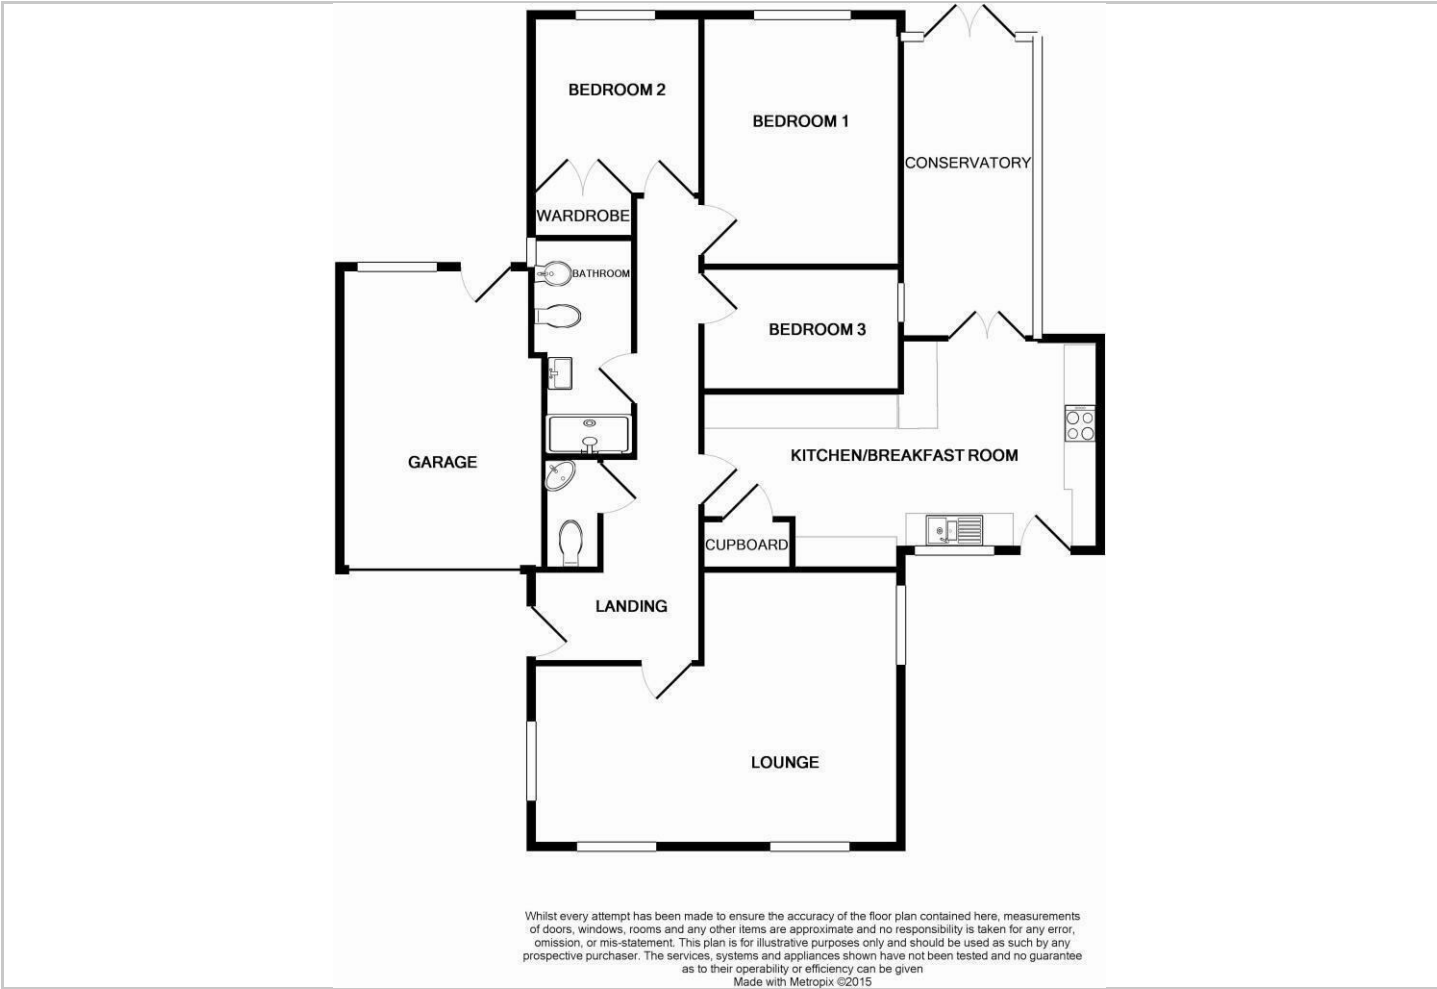 BEDROOM 2
BEDROOM 1
CONSERVATORY
WARDROBE
BATHROOM
BEDROOM 3
GARAGE
KITCHEN/BREAKFAST ROOM
CUPBOARD
LANDING
LOUNGE
Whilst every attempt has been made to ensure the accuracy of the floor plan contained here, measurements
of doors, windows, rooms and any other items are approximate and no responsibility is taken for any error,
omission, or mis-statement. This plan is for illustrative purposes only and should be used as such by any
prospective purchaser. The services, systems and appliances shown have not been tested and no guarantee
as to their operability or efficiency can be given
Made with Metropix ©2015